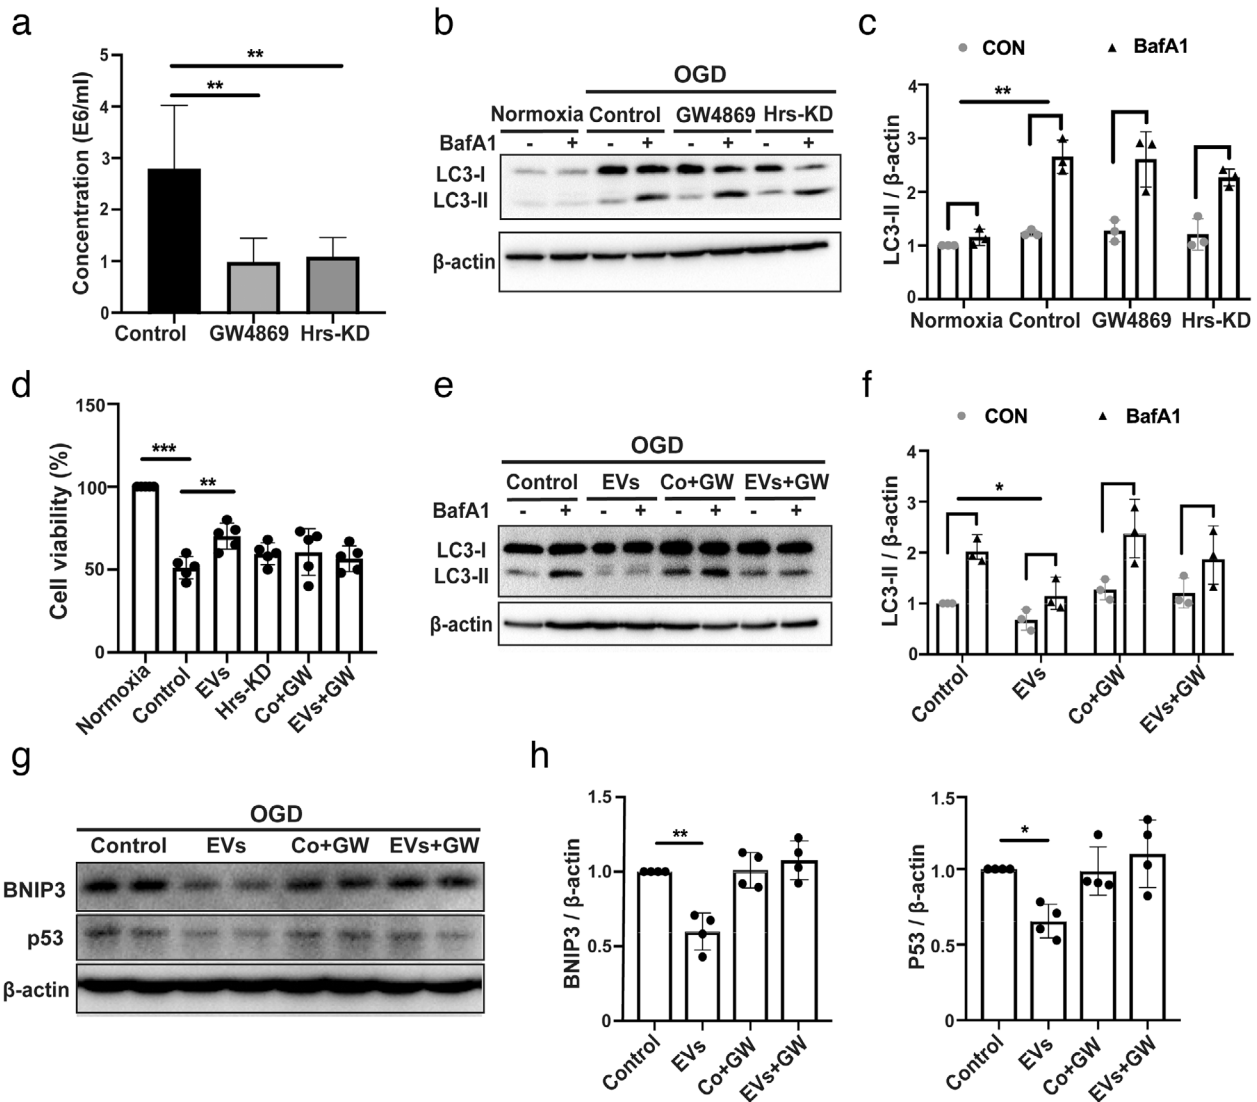 a
**
**
5
4
3
2
1
0
Concentration (E6/ml)
Control GW4869 Hrs-KD
b
OGD
Normoxia Control GW4869 Hrs-KD
BafA1 - + - + - + - +
LC3-I
LC3-II
β-actin
c
CON BafA1
**
4
3
2
1
0
LC3-II / β-actin
Normoxia Control GW4869 Hrs-KD
d
150
100
50
0
***
**
Cell viability (%)
Normoxia Control EVs Hrs-KD Co+GW EVs+GW
e
OGD
Control EVs Co+GW EVs+GW
BafA1 - + - + - + - +
LC3-I
LC3-II
β-actin
f
CON BafA1
*
4
3
2
1
0
LC3-II / β-actin
Control EVs Co+GW EVs+GW
g
OGD
Control EVs Co+GW EVs+GW
BNIP3
p53
β-actin
h
1.5
1.0
0.5
0
**
BNIP3 / β-actin
Control EVs Co+GW EVs+GW
1.5
1.0
0.5
0
*
P53 / β-actin
Control EVs Co+GW EVs+GW